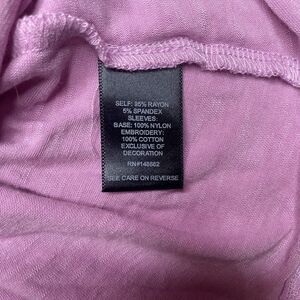 SELF: 95% RAYON
5% SPANDEX
SLEEVES:
BASE: 100% NYLON
EMBROIDERY:
100% COTTON
EXCLUSIVE OF
DECORATION
RN#148662
SEE CARE ON REVERSE